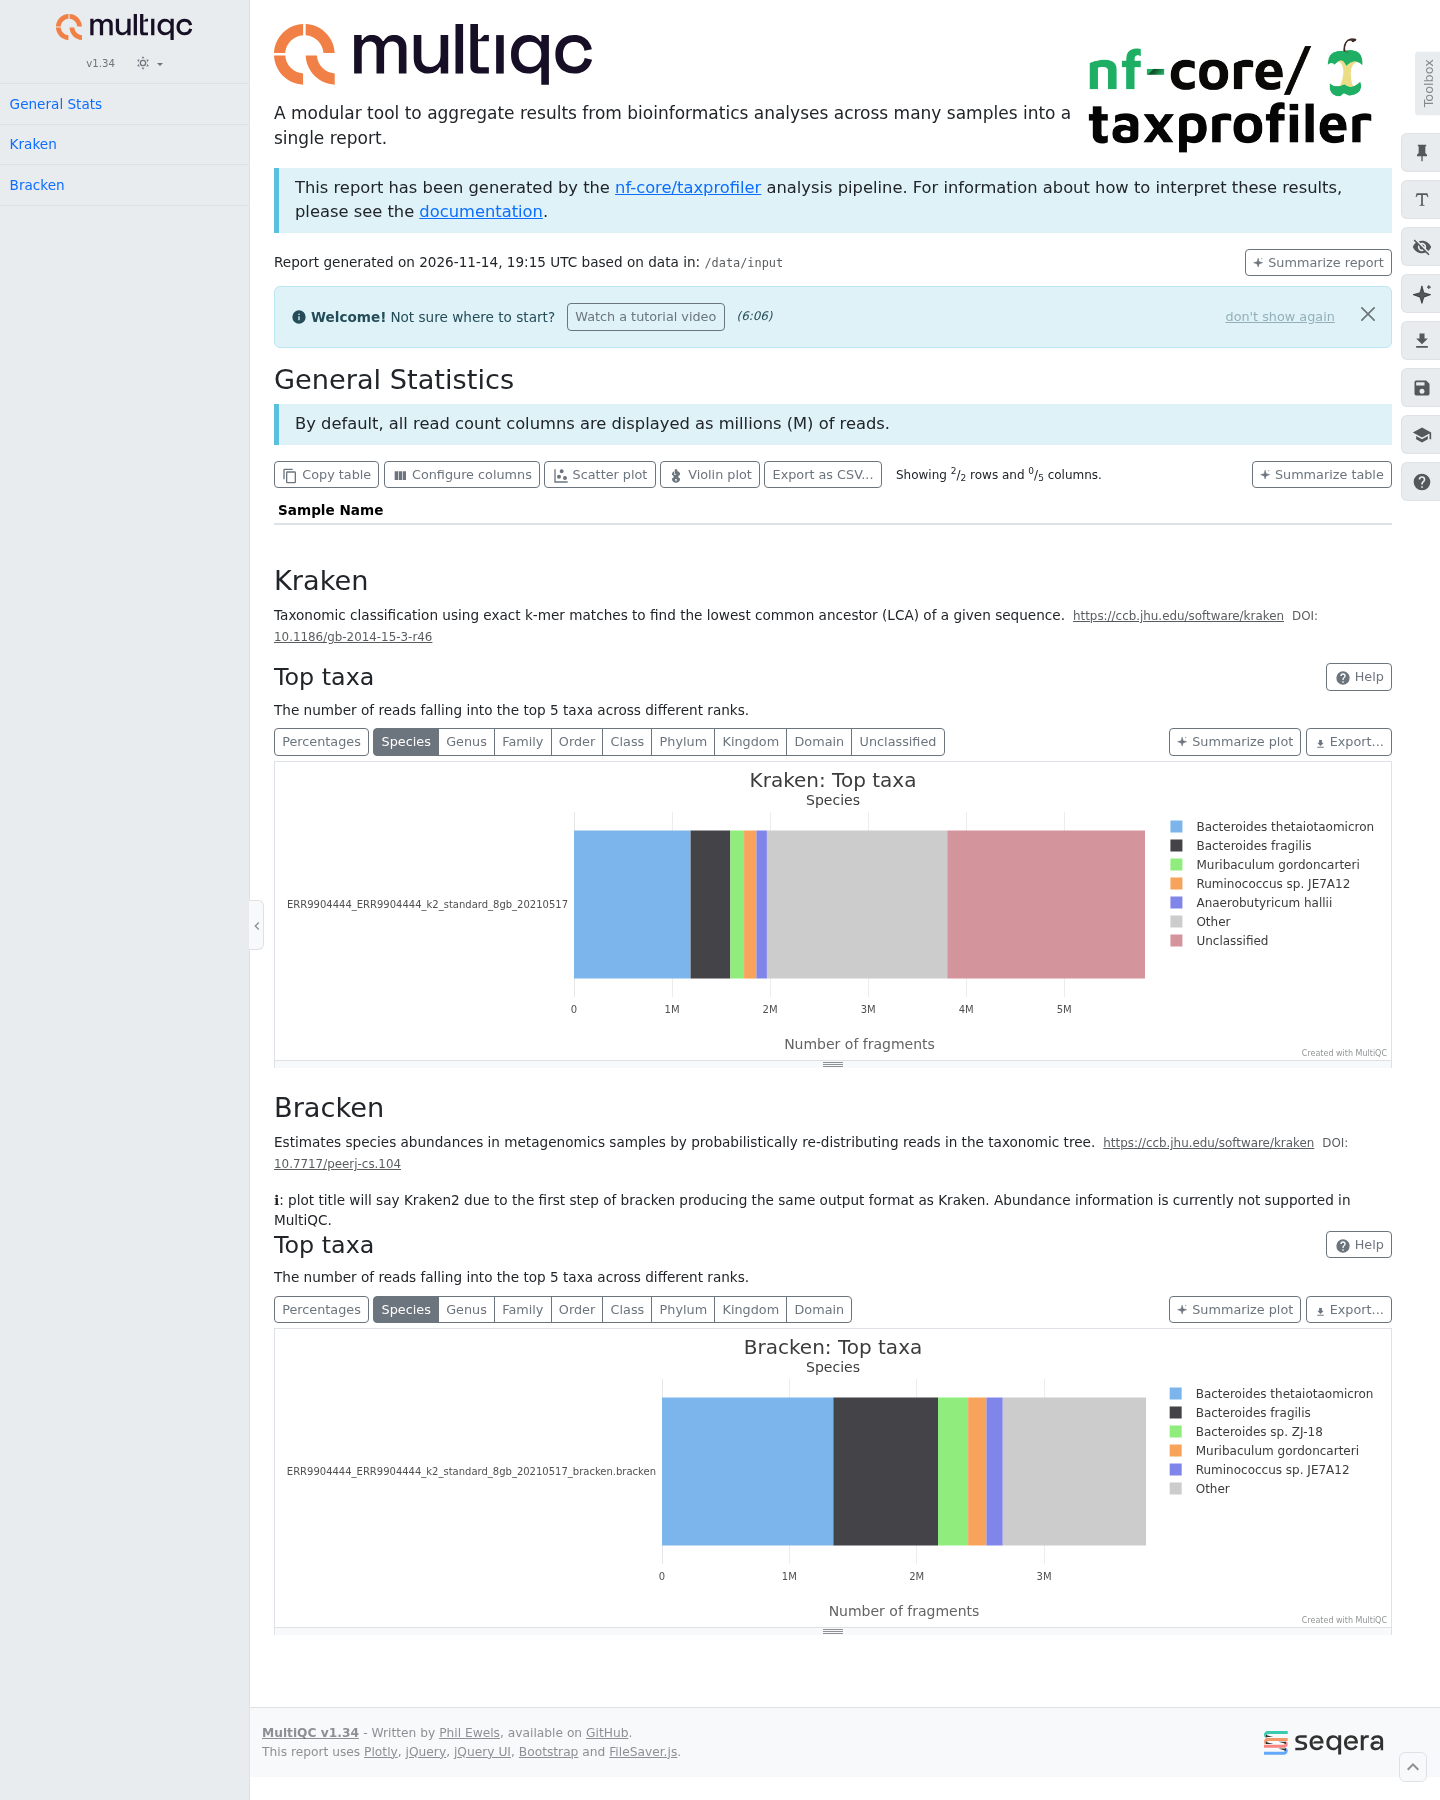 multiqc
v1.34
General Stats
Kraken
Bracken
multiqc
nf-core/
taxprofiler
A modular tool to aggregate results from bioinformatics analyses across many samples into a
single report.
Toolbox
This report has been generated by the nf-core/taxprofiler analysis pipeline. For information about how to interpret these results,
please see the documentation.
Report generated on 2026-11-14, 19:15 UTC based on data in: /data/input
Summarize report
Welcome! Not sure where to start? Watch a tutorial video (6:06) don't show again
General Statistics
By default, all read count columns are displayed as millions (M) of reads.
Copy table Configure columns Scatter plot Violin plot Export as CSV... Showing 2/2 rows and 0/5 columns. Summarize table
Sample Name
Kraken
Taxonomic classification using exact k-mer matches to find the lowest common ancestor (LCA) of a given sequence. https://ccb.jhu.edu/software/kraken DOI:
10.1186/gb-2014-15-3-r46
Top taxa
Help
The number of reads falling into the top 5 taxa across different ranks.
Percentages Species Genus Family Order Class Phylum Kingdom Domain Unclassified Summarize plot Export...
Kraken: Top taxa
Species
ERR9904444_ERR9904444_k2_standard_8gb_20210517
Bacteroides thetaiotaomicron
Bacteroides fragilis
Muribaculum gordoncarteri
Ruminococcus sp. JE7A12
Anaerobutyricum hallii
Other
Unclassified
0 1M 2M 3M 4M 5M
Number of fragments
Created with MultiQC
Bracken
Estimates species abundances in metagenomics samples by probabilistically re-distributing reads in the taxonomic tree. https://ccb.jhu.edu/software/kraken DOI:
10.7717/peerj-cs.104
ℹ: plot title will say Kraken2 due to the first step of bracken producing the same output format as Kraken. Abundance information is currently not supported in
MultiQC.
Top taxa
Help
The number of reads falling into the top 5 taxa across different ranks.
Percentages Species Genus Family Order Class Phylum Kingdom Domain Summarize plot Export...
Bracken: Top taxa
Species
ERR9904444_ERR9904444_k2_standard_8gb_20210517_bracken.bracken
Bacteroides thetaiotaomicron
Bacteroides fragilis
Bacteroides sp. ZJ-18
Muribaculum gordoncarteri
Ruminococcus sp. JE7A12
Other
0 1M 2M 3M
Number of fragments
Created with MultiQC
MultiQC v1.34 - Written by Phil Ewels, available on GitHub.
This report uses Plotly, jQuery, jQuery UI, Bootstrap and FileSaver.js.
seqera